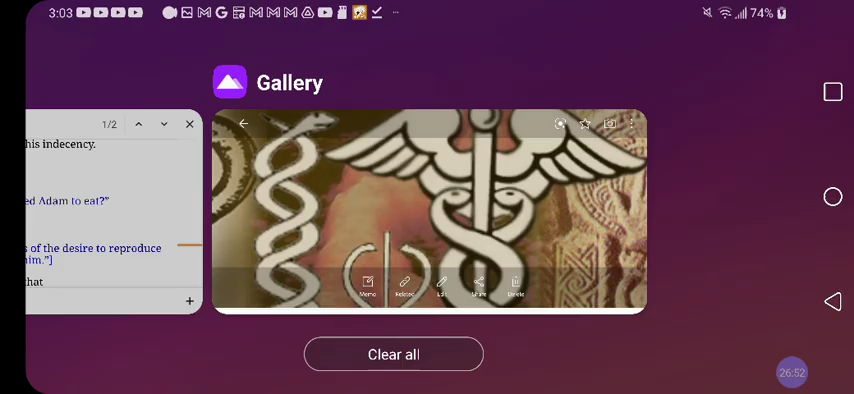 3:03
74%
Gallery
1/2
his indecency.
ed Adam to eat?"
s of the desire to reproduce
him."]
that
Memo Related Edit Share Delete
Clear all
26:52